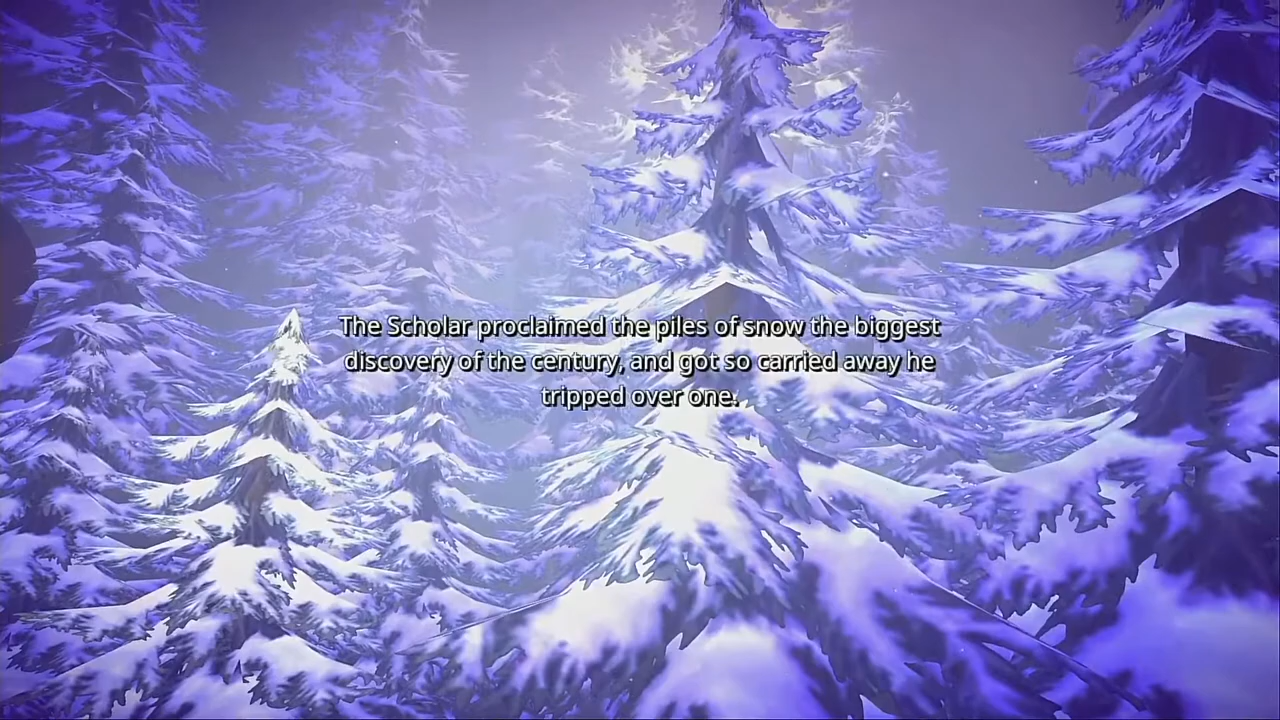 The Scholar proclaimed the piles of snow the biggest
discovery of the century, and got so carried away he
tripped over one.